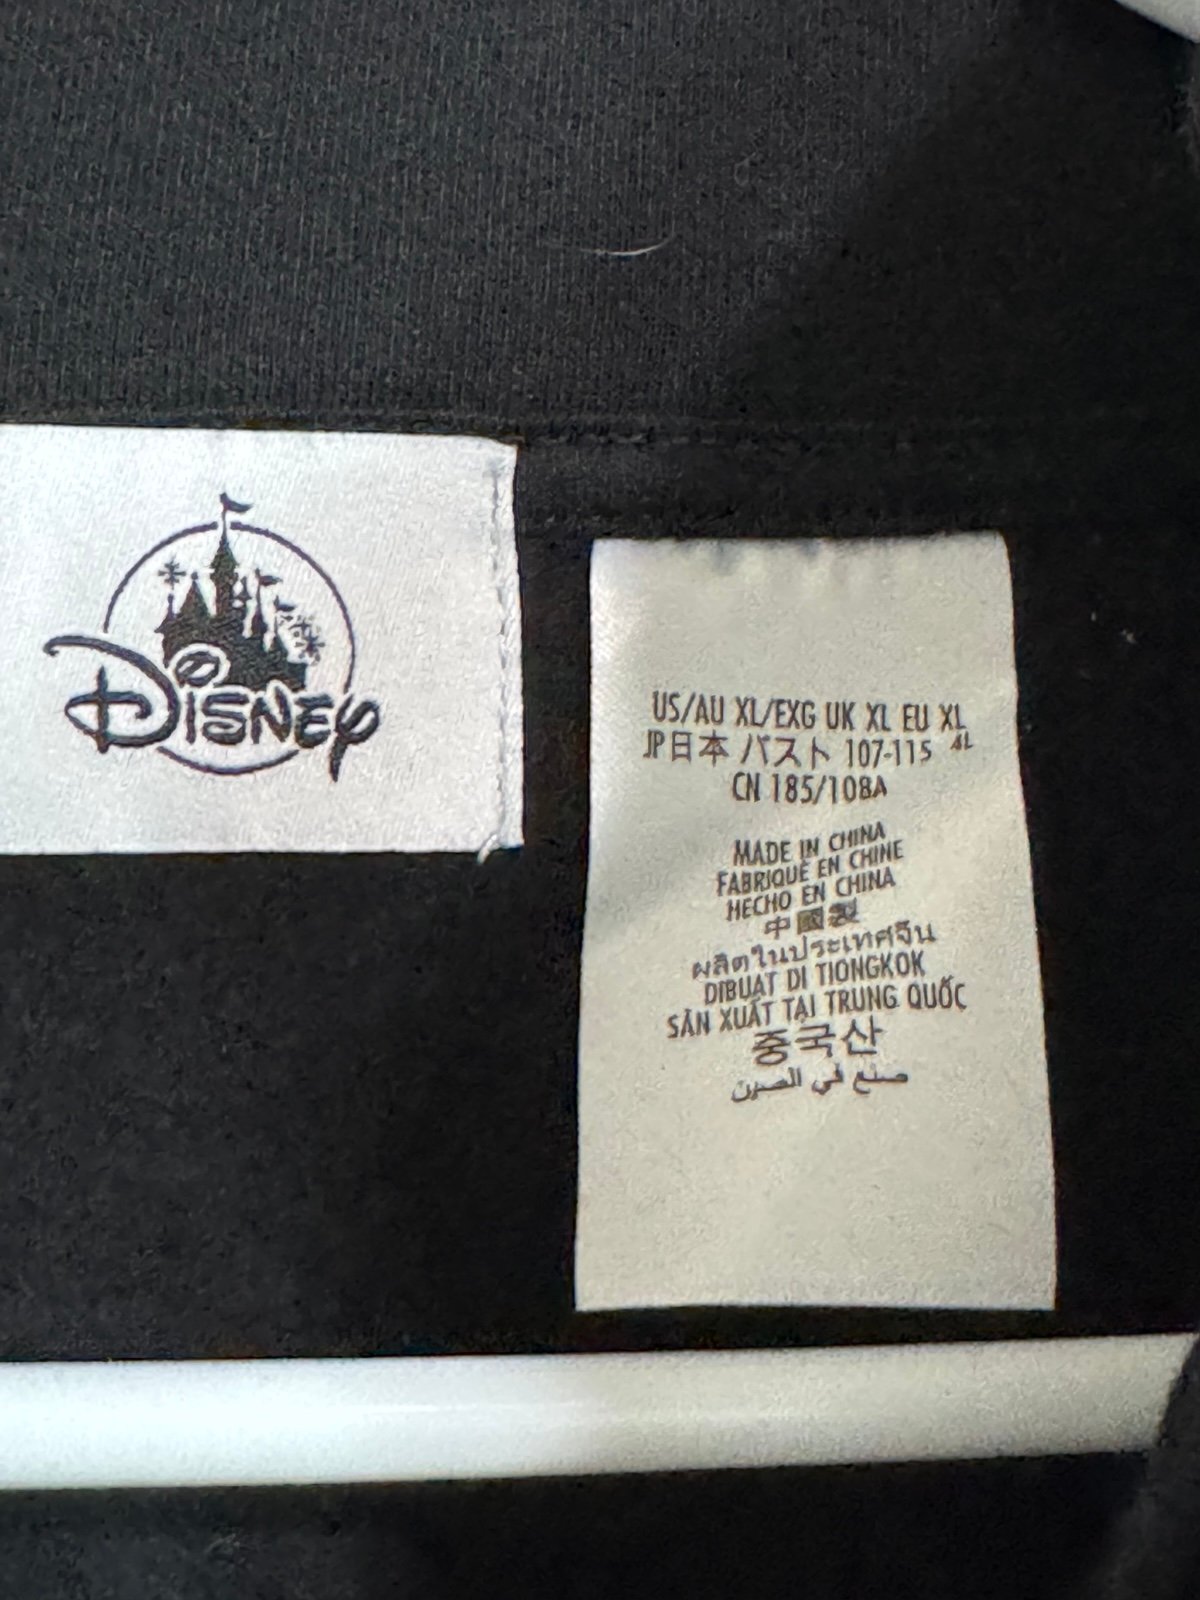 Disney
US/AU XL/EXG UK XL EU XL
JP日本 バスト 107-115 4L
CN 185/108A
MADE IN CHINA
FABRIQUÉ EN CHINE
HECHO EN CHINA
中國製
ผลิตในประเทศจีน
DIBUAT DI TIONGKOK
SẢN XUẤT TẠI TRUNG QUỐC
중국산
صنع في الصين